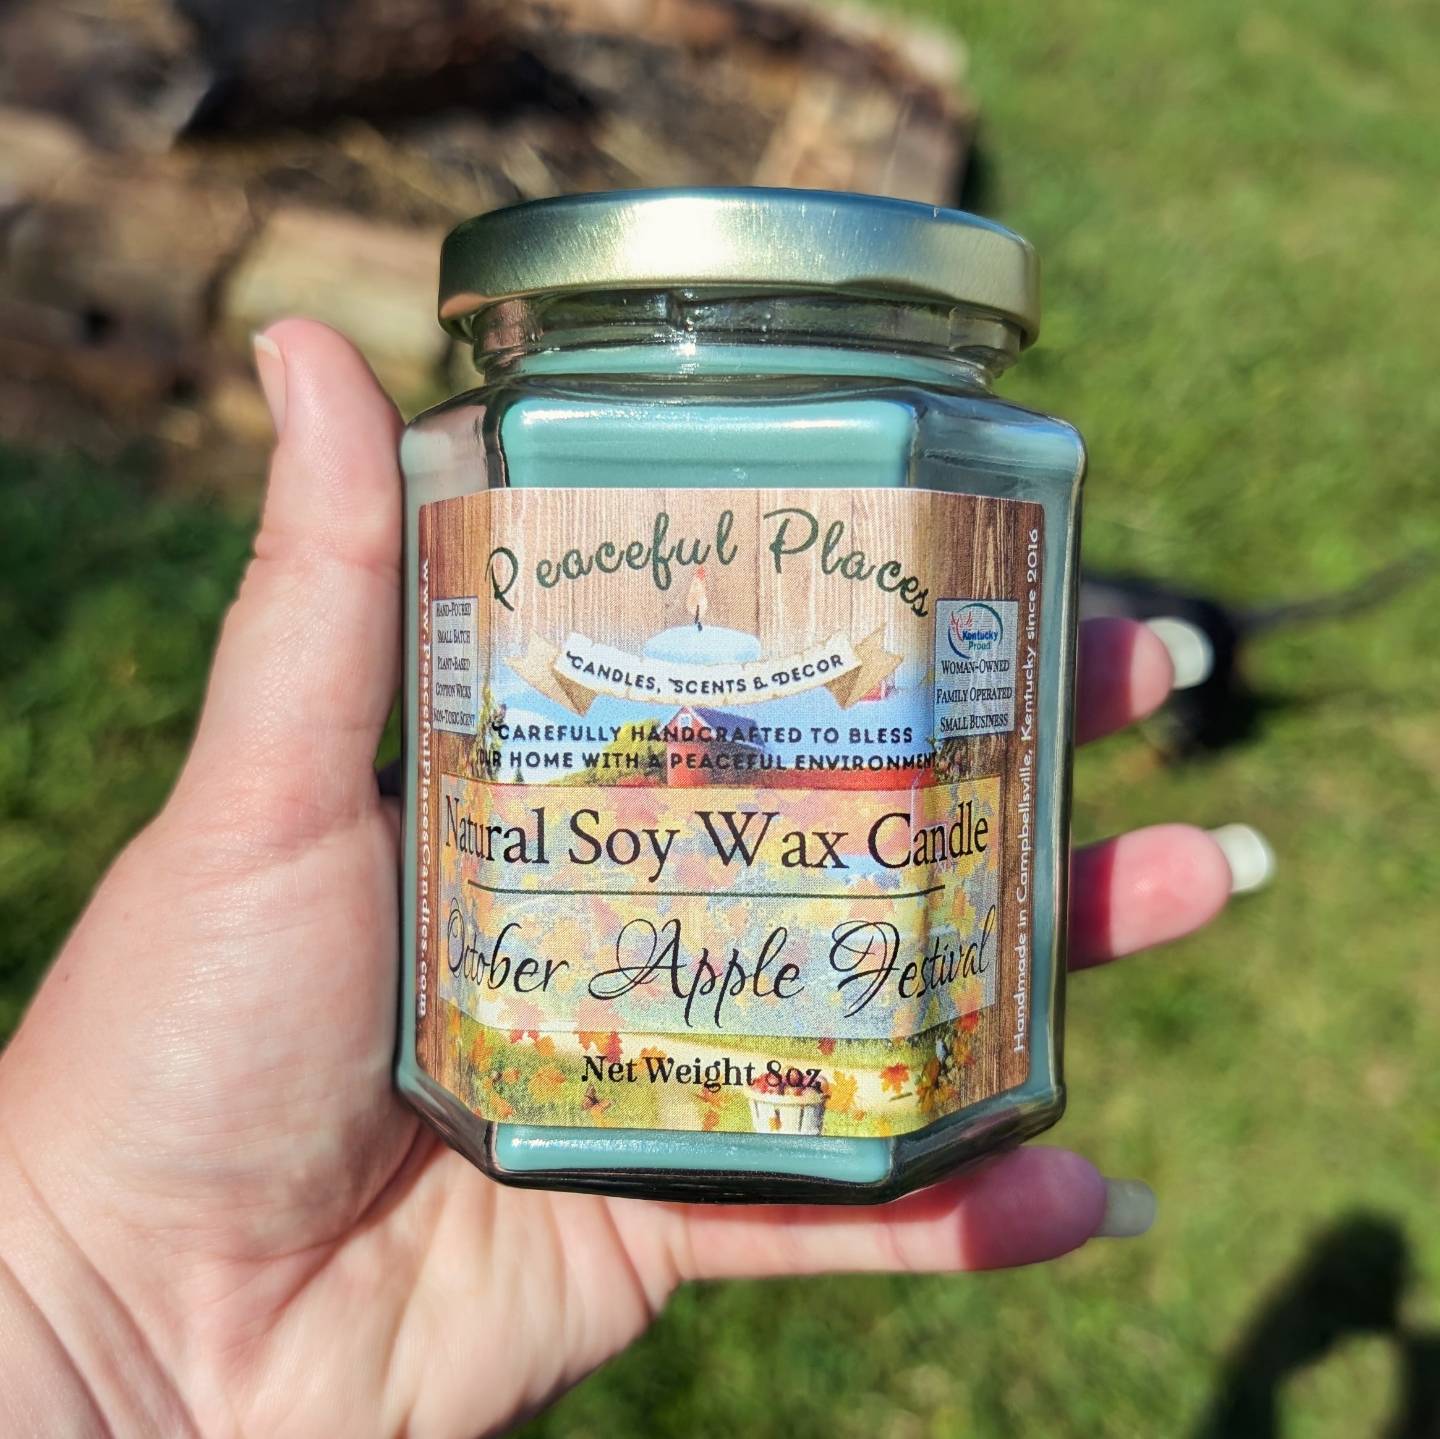 Peaceful Places
CANDLES, SCENTS & DECOR
CAREFULLY HANDCRAFTED TO BLESS
YOUR HOME WITH A PEACEFUL ENVIRONMENT
Natural Soy Wax Candle
October Apple Festival
Net Weight 8oz
www.PeacefulPlacesCandles.com
HAND-POURED
SMALL BATCH
PLANT-BASED
COTTON WICKS
NON-TOXIC SCENT
Kentucky
Proud
WOMAN-OWNED
FAMILY OPERATED
SMALL BUSINESS
Handmade in Campbellsville, Kentucky since 2016